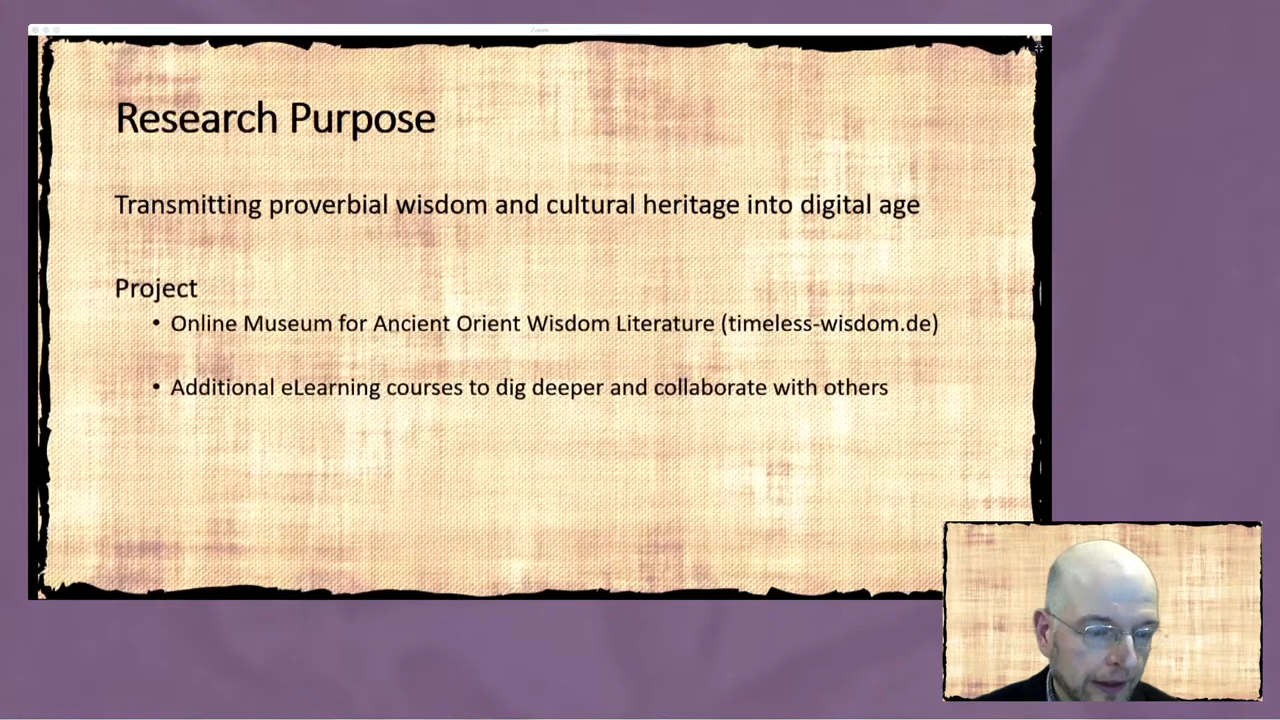 Research Purpose
Transmitting proverbial wisdom and cultural heritage into digital age
Project
• Online Museum for Ancient Orient Wisdom Literature (timeless-wisdom.de)
• Additional eLearning courses to dig deeper and collaborate with others